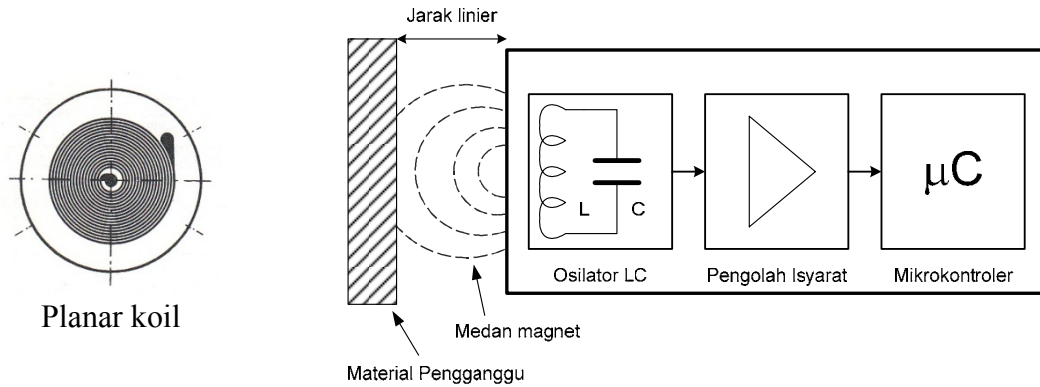 Jarak linier
L
C
μC
Osilator LC
Pengolah Isyarat
Mikrokontroler
Planar koil
Medan magnet
Material Pengganggu